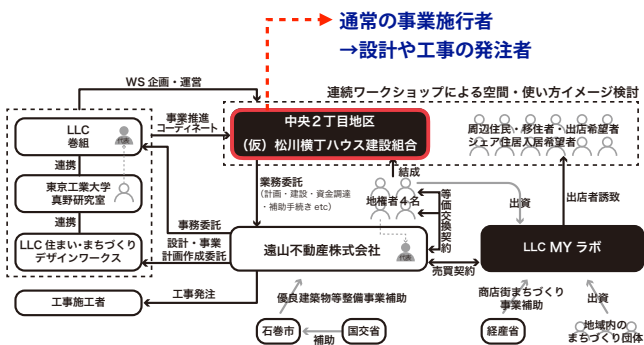 通常の事業施行者
→設計や工事の発注者
WS 企画・運営
連続ワークショップによる空間・使い方イメージ検討
LLC
巻組
代表
事業推進
コーディネート
中央２丁目地区
（仮）松川横丁ハウス建設組合
周辺住民・移住者・出店希望者
シェア住居入居希望者
連携
東京工業大学
真野研究室
連携
LLC 住まい・まちづくり
デザインワークス
業務委託
（計画・建設・資金調達
・補助手続き etc）
結成
地権者４名
等価交換契約
出資
出店者誘致
事務委託
設計・事業
計画作成委託
遠山不動産株式会社
代表
売買契約
LLC MY ラボ
工事施工者
工事発注
優良建築物等整備事業補助
石巻市
補助
国交省
商店街まちづくり
事業補助
経産省
出資
地域内の
まちづくり団体